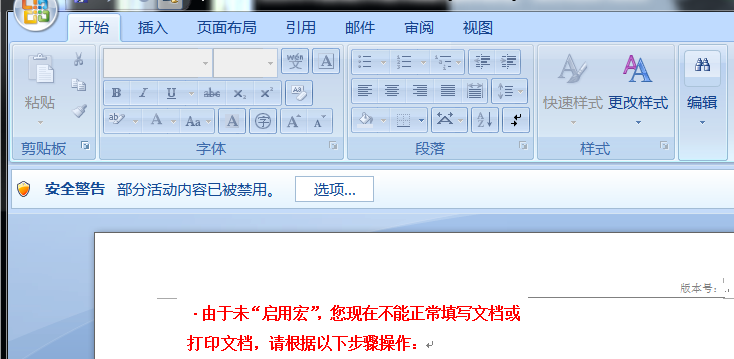 开始 插入 页面布局 引用 邮件 审阅 视图
粘贴 快速样式 更改样式 编辑
剪贴板 字体 段落 样式
安全警告 部分活动内容已被禁用。 选项...
版本号：
·由于未“启用宏”，您现在不能正常填写文档或
打印文档，请根据以下步骤操作：